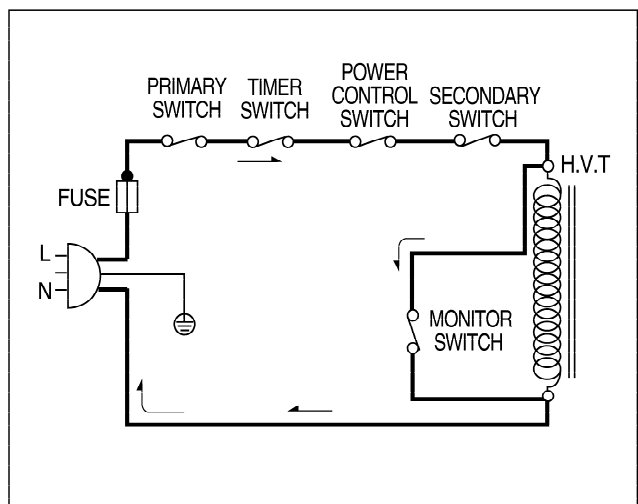 PRIMARY
SWITCH
TIMER
SWITCH
POWER
CONTROL
SWITCH
SECONDARY
SWITCH
H.V.T
FUSE
L
N
MONITOR
SWITCH